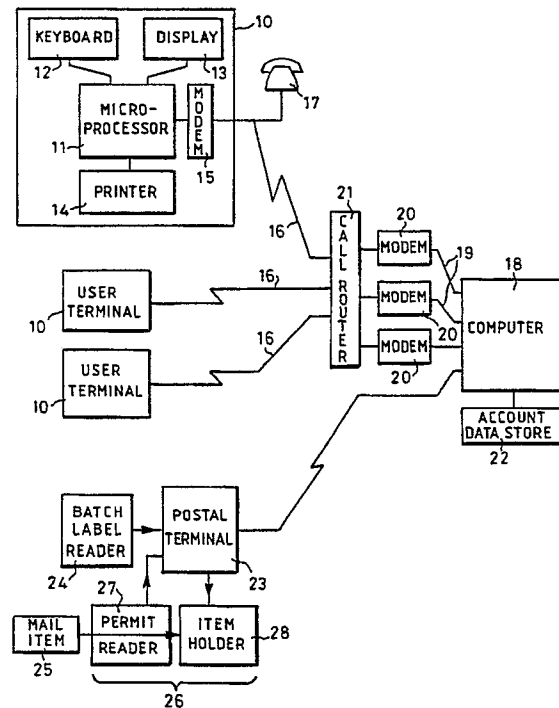 10
KEYBOARD
DISPLAY
12
13
17
MICRO-
PROCESSOR
11
MODEM
15
PRINTER
14
16
21
CALL ROUTER
20
MODEM
19
18
COMPUTER
USER
TERMINAL
10
16
MODEM
20
USER
TERMINAL
10
16
MODEM
20
ACCOUNT
DATA STORE
22
BATCH
LABEL
READER
24
POSTAL
TERMINAL
23
27
MAIL
ITEM
25
PERMIT
READER
ITEM
HOLDER
28
26